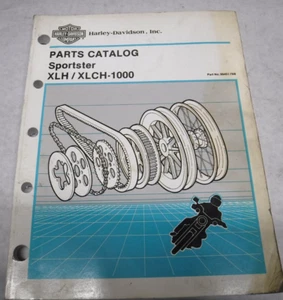 Harley-Davidson, Inc.
PARTS CATALOG
Sportster
XLH / XLCH-1000